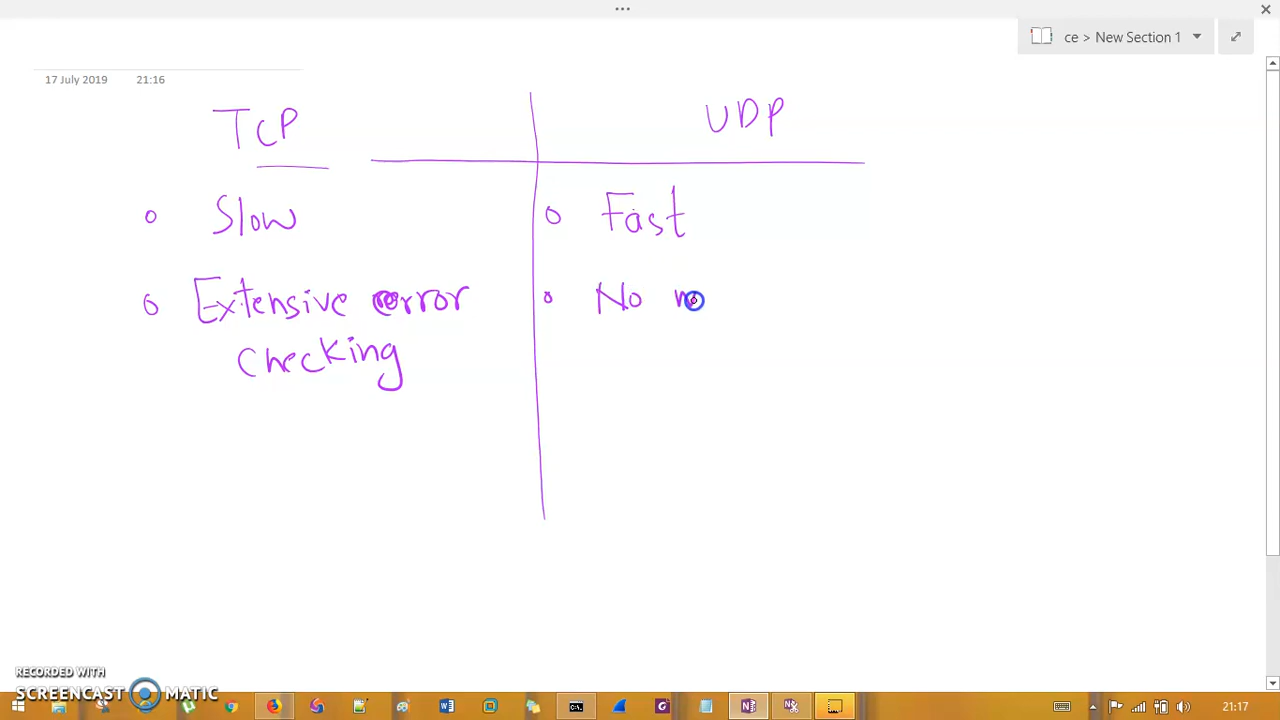 ce > New Section 1
17 July 2019 21:16
TCP
UDP
Slow
Fast
Extensive error
checking
No
RECORDED WITH
SCREENCAST MATIC
21:17